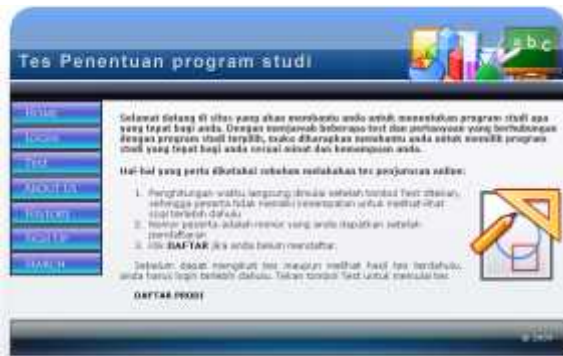 a b c
Tes Penentuan program studi
Home
Login
Test
About Us
History
Sign Up
Search
Selamat datang di situs yang akan membantu anda untuk menentukan program studi apa
yang tepat bagi anda. Dengan menjawab beberapa test dan pertanyaan yang berhubungan
dengan program studi terpilih, maka diharapkan membantu anda untuk memilih program
studi yang tepat bagi anda sesuai minat dan kemampuan anda.
Hal-hal yang perlu diketahui sebelum melakukan tes penjurusan online:
1. Penghitungan waktu langsung dimulai setelah tombol Test ditekan,
sehingga peserta tidak memiliki kesempatan untuk melihat-lihat
soal terlebih dahulu
2. Nomor peserta adalah nomor yang anda dapatkan setelah
pendaftaran
3. Klik DAFTAR jika anda belum mendaftar.
Sebelum dapat mengikuti tes maupun melihat hasil tes terdahulu,
anda harus login terlebih dahulu. Tekan tombol Test untuk memulai tes
DAFTAR PRODI